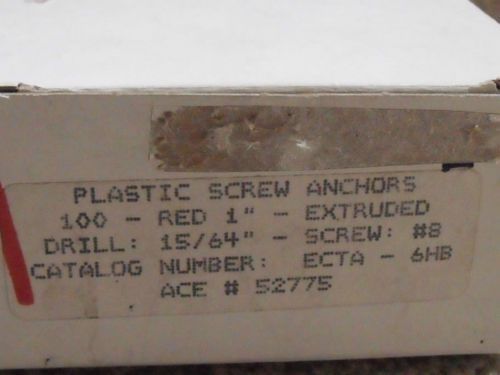 PLASTIC SCREW ANCHORS
100 - RED 1" - EXTRUDED
DRILL: 15/64" - SCREW: #8
CATALOG NUMBER: ECTA - 6HB
ACE # 52775